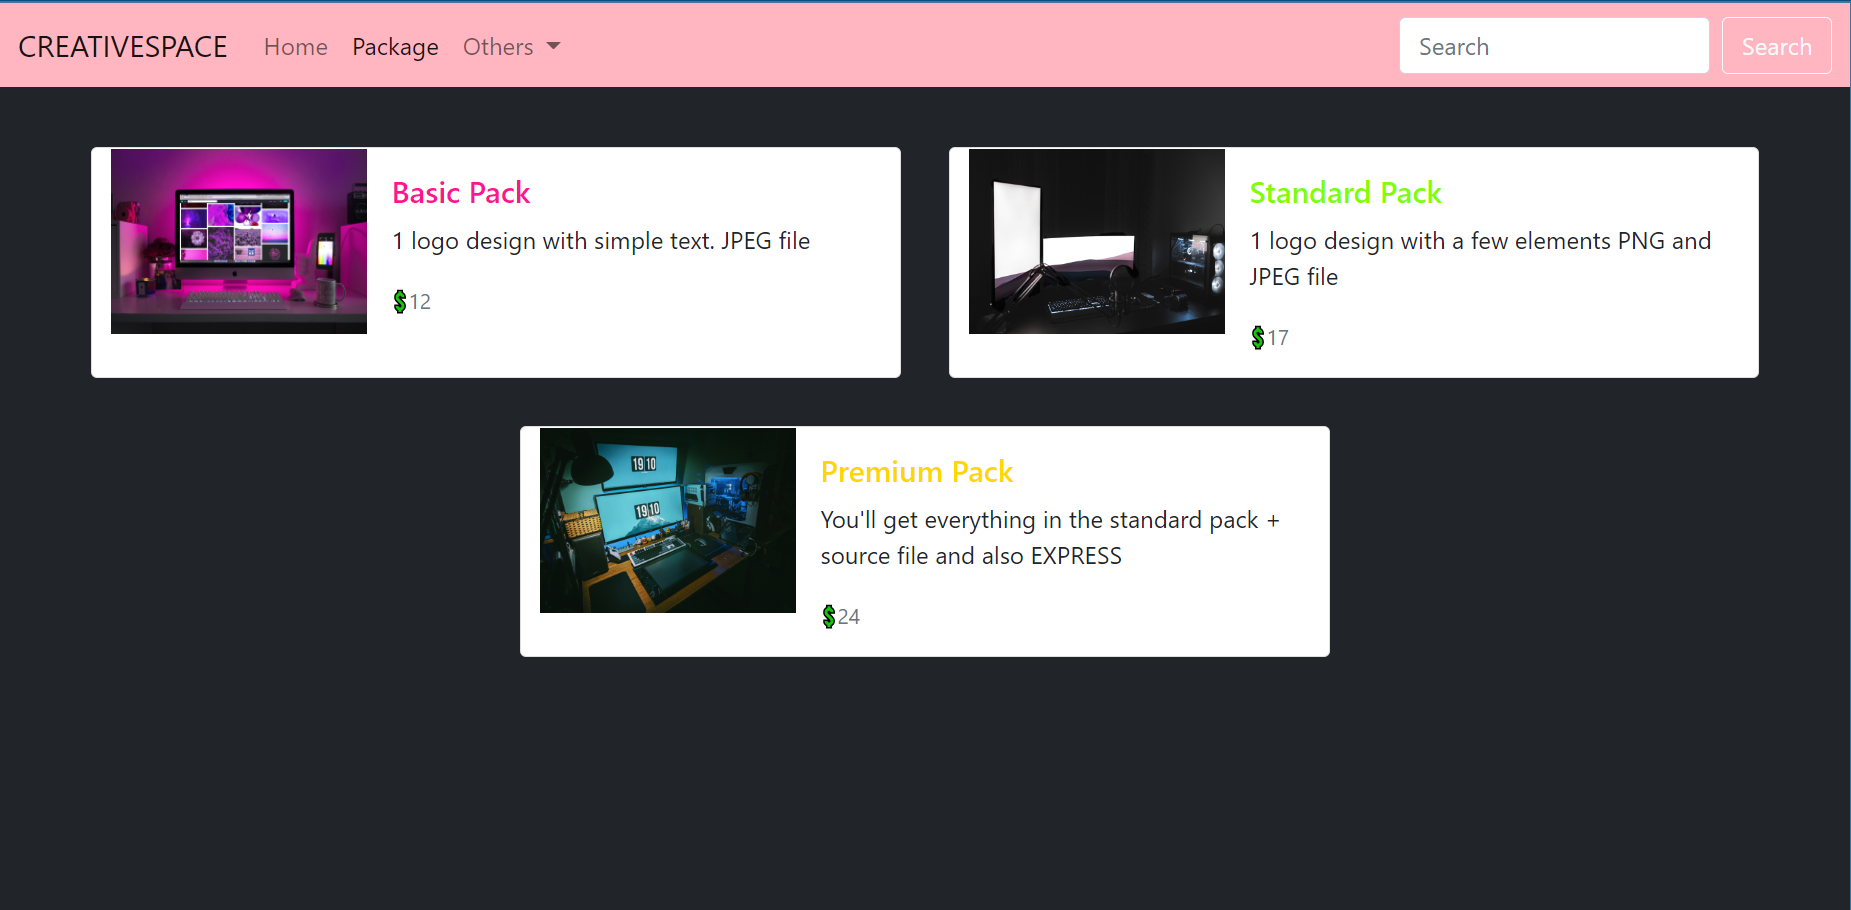 CREATIVESPACE Home Package Others Search Search
Basic Pack
1 logo design with simple text. JPEG file
$12
Standard Pack
1 logo design with a few elements PNG and
JPEG file
$17
19 10
19 10
Premium Pack
You'll get everything in the standard pack +
source file and also EXPRESS
$24